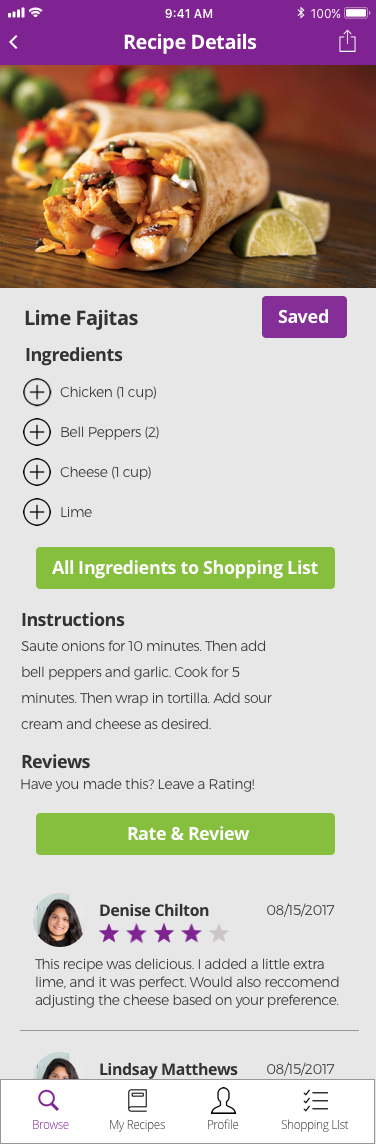 9:41 AM 100%
Recipe Details
Lime Fajitas
Saved
Ingredients
Chicken (1 cup)
Bell Peppers (2)
Cheese (1 cup)
Lime
All Ingredients to Shopping List
Instructions
Saute onions for 10 minutes. Then add
bell peppers and garlic. Cook for 5
minutes. Then wrap in tortilla. Add sour
cream and cheese as desired.
Reviews
Have you made this? Leave a Rating!
Rate & Review
Denise Chilton 08/15/2017
This recipe was delicious. I added a little extra
lime, and it was perfect. Would also reccomend
adjusting the cheese based on your preference.
Lindsay Matthews 08/15/2017
Browse My Recipes Profile Shopping LIst